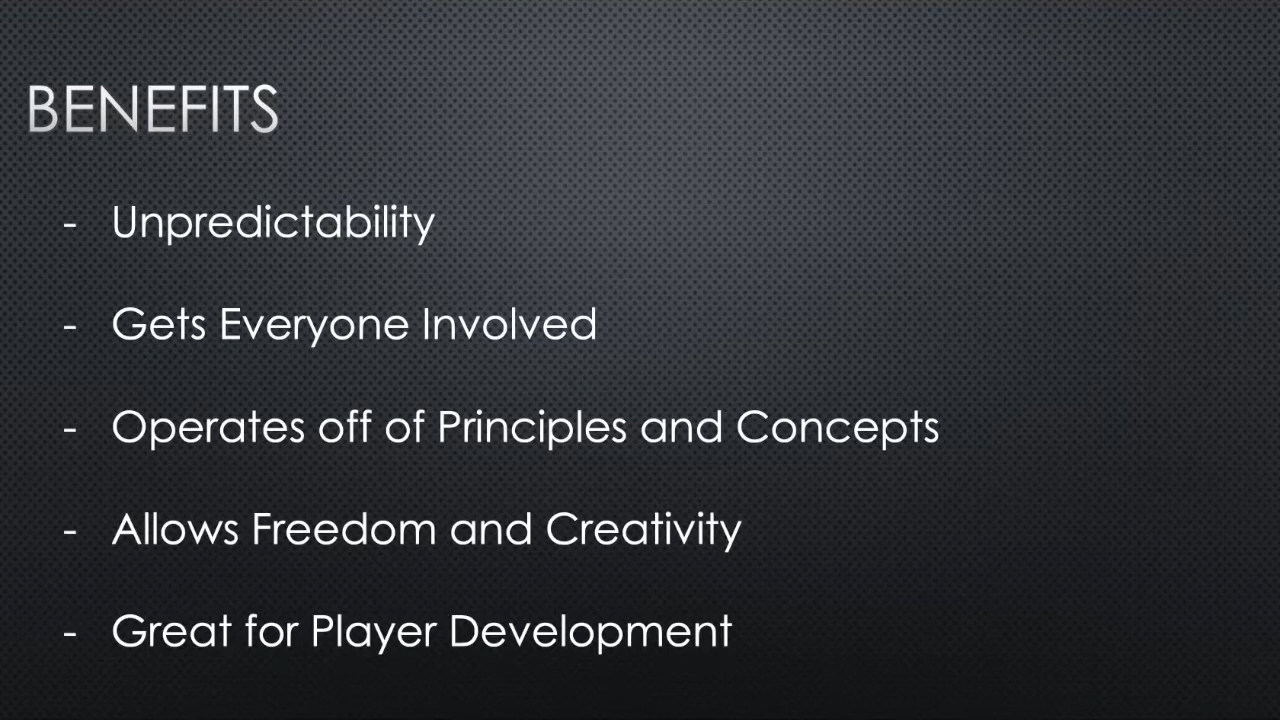 BENEFITS
- Unpredictability
- Gets Everyone Involved
- Operates off of Principles and Concepts
- Allows Freedom and Creativity
- Great for Player Development